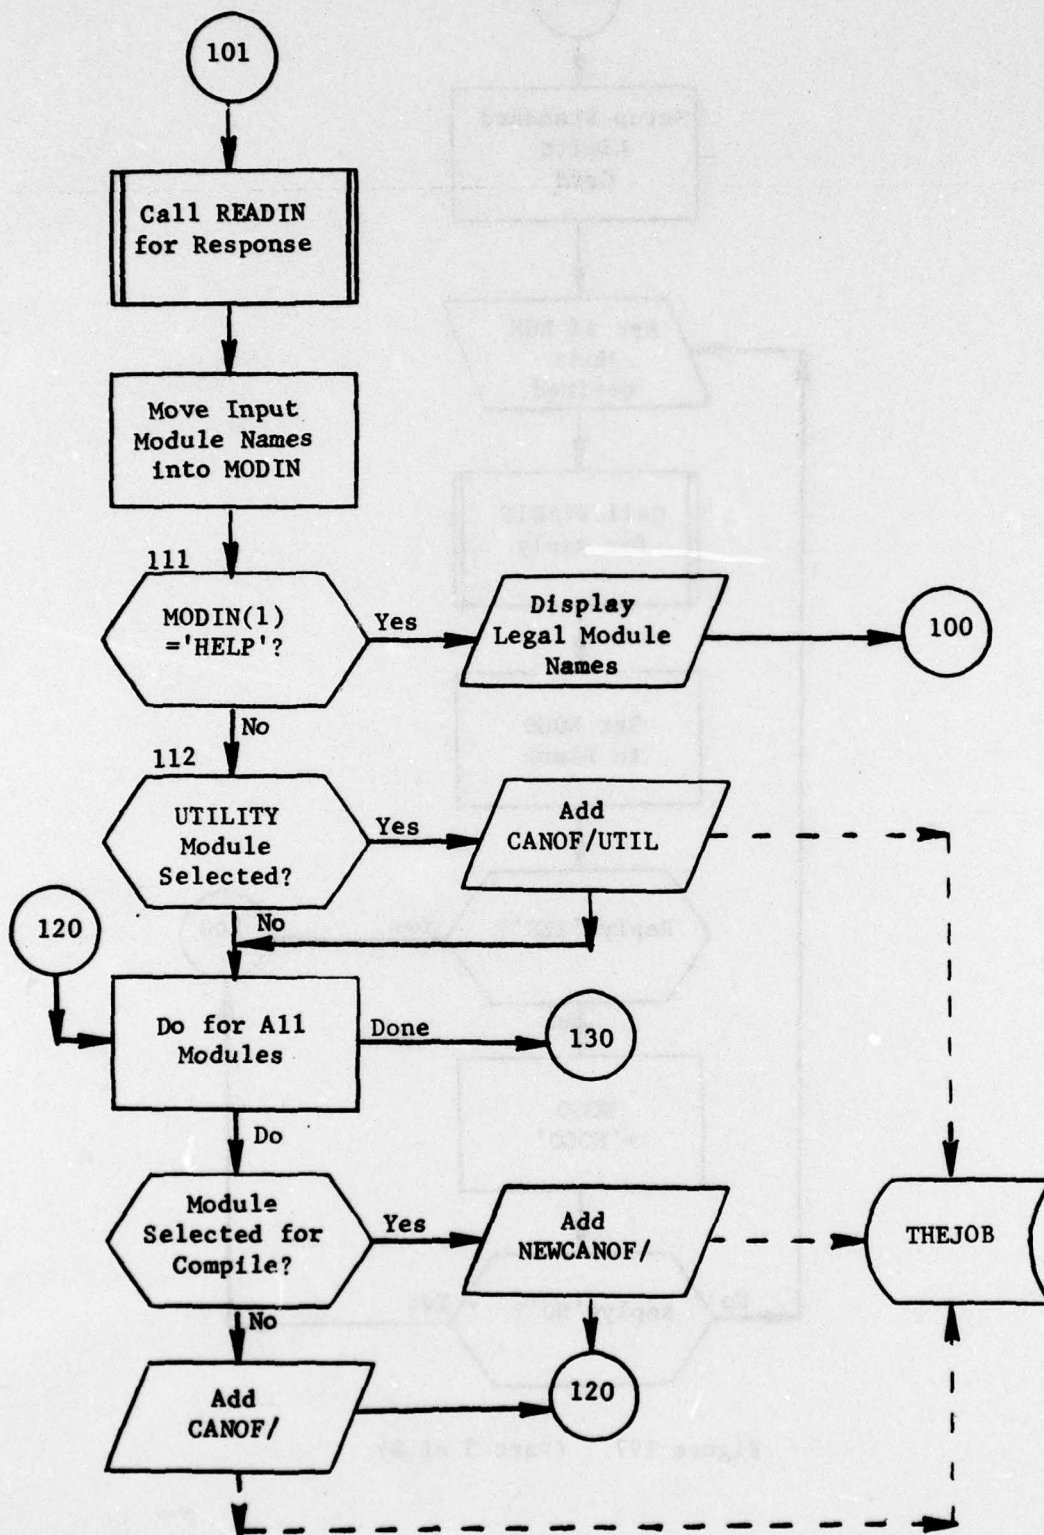 101
Call READIN
for Response
Move Input
Module Names
into MODIN
111
MODIN(1)
='HELP'?
Yes
Display
Legal Module
Names
100
No
112
UTILITY
Module
Selected?
Yes
Add
CANOF/UTIL
No
120
Do for All
Modules
Done
130
Do
Module
Selected for
Compile?
Yes
Add
NEWCANOF/
THEJOB
No
Add
CANOF/
120